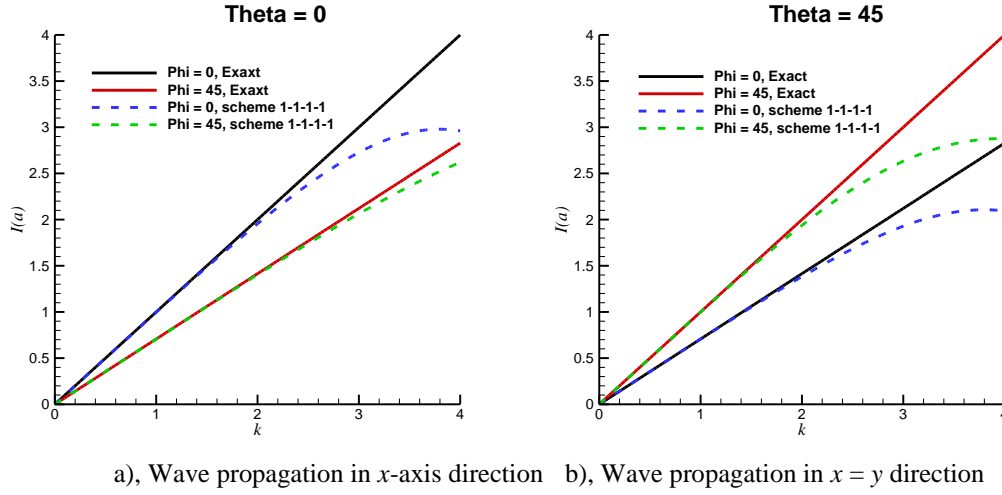 Theta = 0
4
3.5
3
2.5
2
1.5
1
0.5
0
I(a)
Phi = 0, Exaxt
Phi = 45, Exaxt
Phi = 0, scheme 1-1-1-1
Phi = 45, scheme 1-1-1-1
0 1 2 3 4
k
Theta = 45
4
3.5
3
2.5
2
1.5
1
0.5
0
I(a)
Phi = 0, Exact
Phi = 45, Exact
Phi = 0, scheme 1-1-1-1
Phi = 45, scheme 1-1-1-1
0 1 2 3 4
k
a), Wave propagation in x-axis direction b), Wave propagation in x = y direction